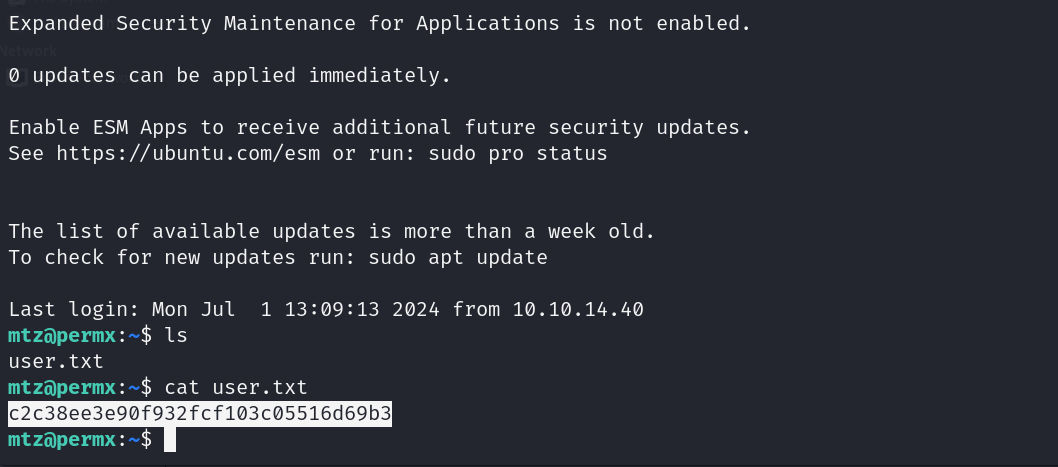 Network
Expanded Security Maintenance for Applications is not enabled.
0 updates can be applied immediately.
Enable ESM Apps to receive additional future security updates.
See https://ubuntu.com/esm or run: sudo pro status
The list of available updates is more than a week old.
To check for new updates run: sudo apt update
Last login: Mon Jul  1 13:09:13 2024 from 10.10.14.40
mtz@permx:~$ ls
user.txt
mtz@permx:~$ cat user.txt
c2c38ee3e90f932fcf103c05516d69b3
mtz@permx:~$